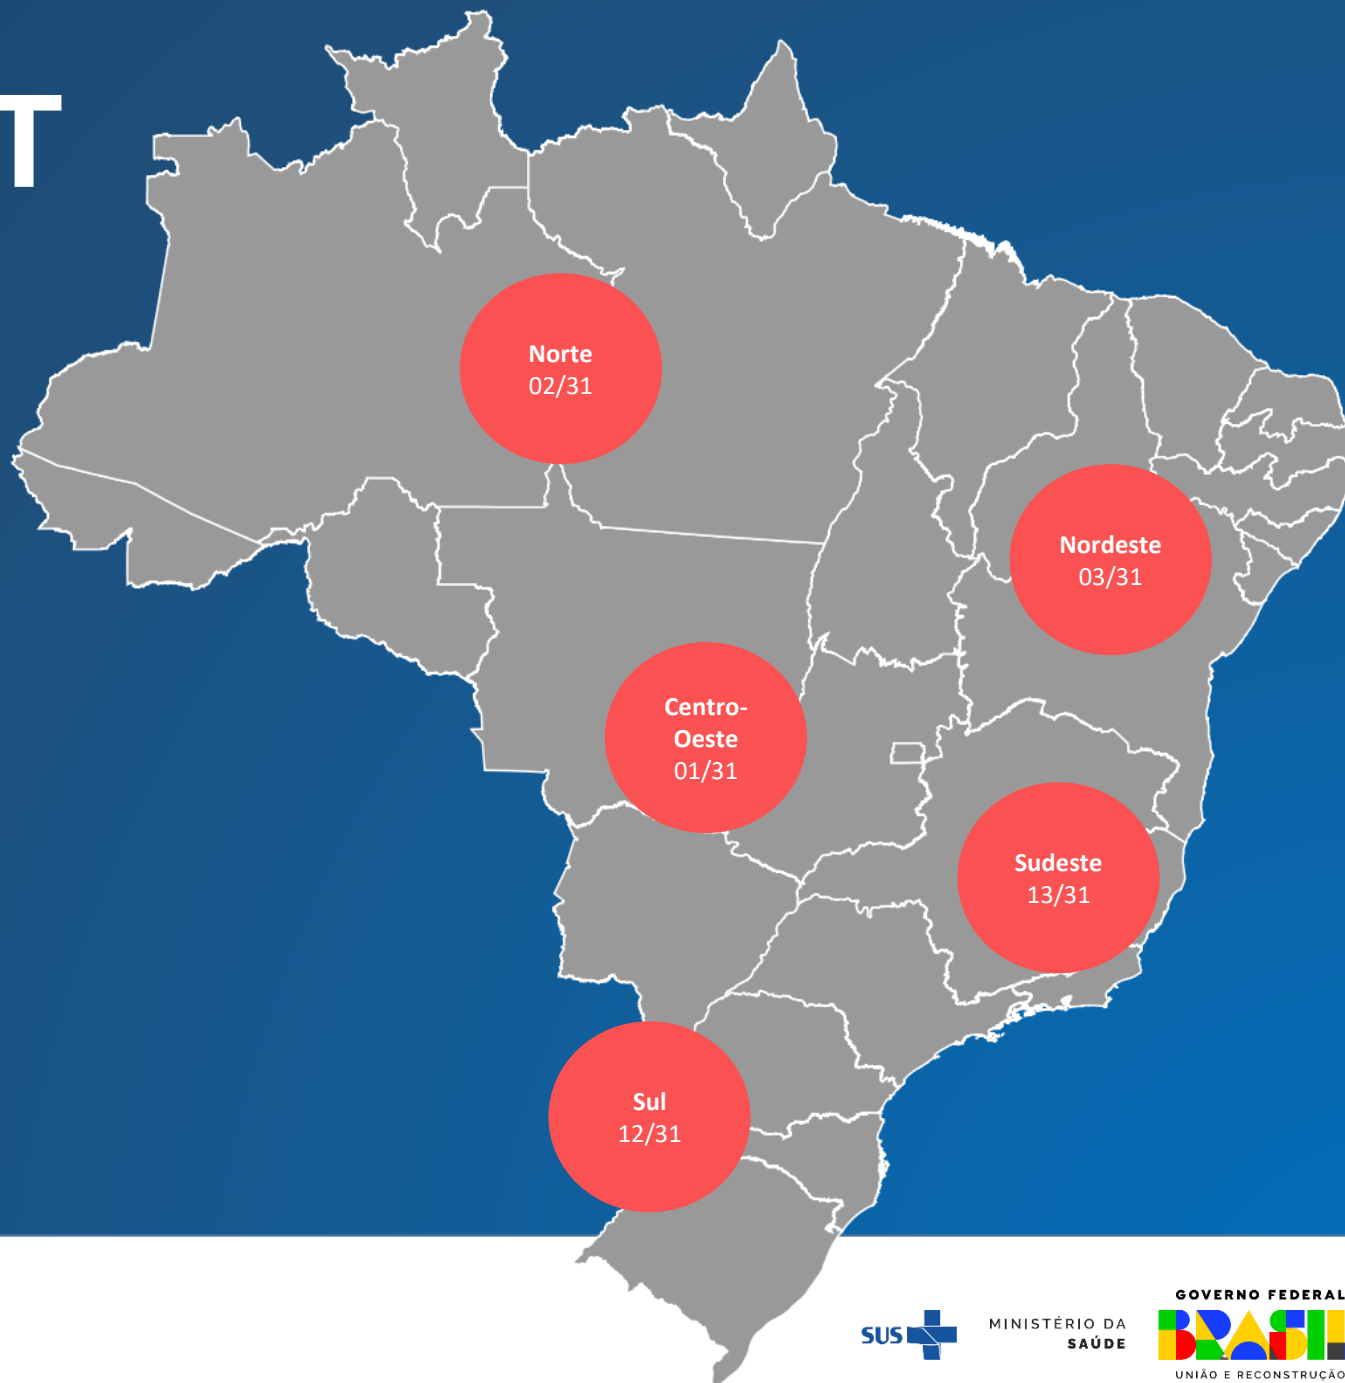 T
Norte
02/31
Nordeste
03/31
Centro-
Oeste
01/31
Sudeste
13/31
Sul
12/31
SUS
MINISTÉRIO DA
SAÚDE
GOVERNO FEDERAL
BRASIL
UNIÃO E RECONSTRUÇÃO